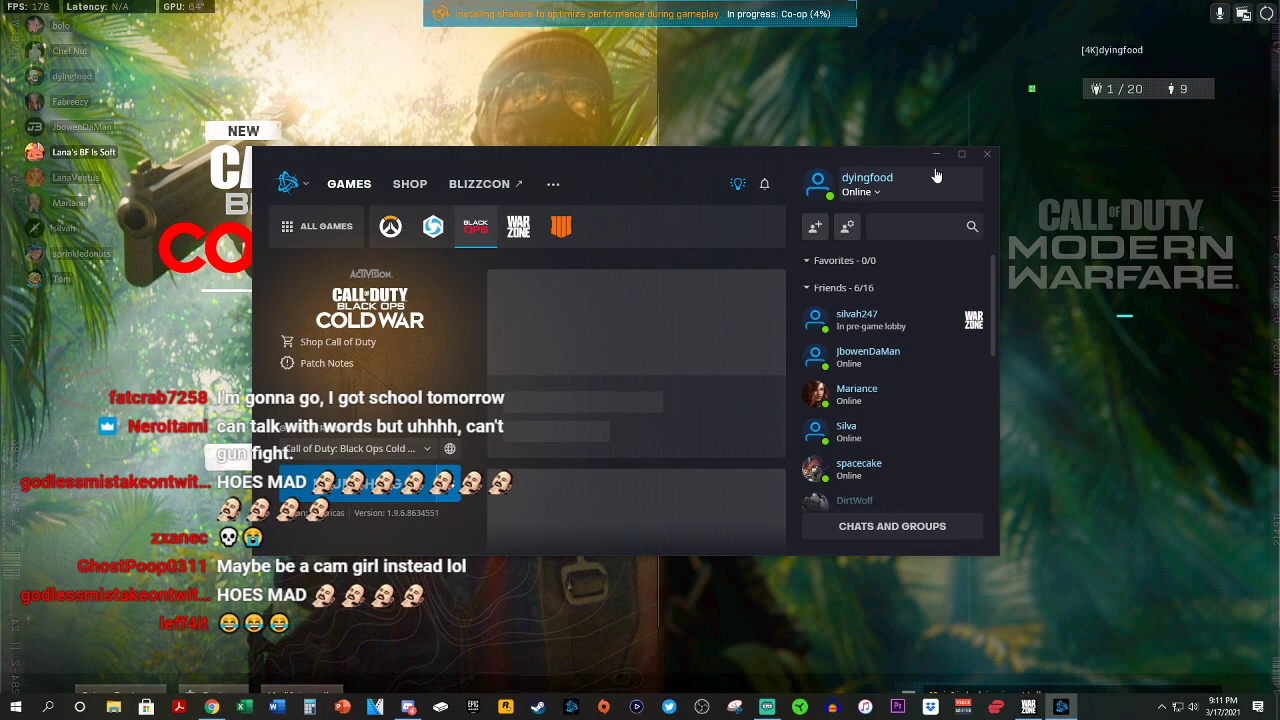 FPS: 178 Latency: N/A GPU: 64°
Installing shaders to optimize performance during gameplay. In progress: Co-op (4%)
bolo
Chef Nut
dyingfood
Fabreezy
JbowenDaMan
Lana's BF Is Soft
LanaVentus
Mariana
silvah
sprinkledonuts
Tom
[4K]dyingfood
1 / 20 9
NEW
CALL OF DUTY
MODERN
WARFARE
GAMES SHOP BLIZZCON ↗ •••
dyingfood
Online
ALL GAMES
BLACK
OPS
WAR
ZONE
ACTIVISION
CALL OF DUTY
BLACK OPS
COLD WAR
Shop Call of Duty
Patch Notes
Call of Duty: Black Ops Cold ...
Version: 1.9.6.8634551
Favorites - 0/0
Friends - 6/16
silvah247
In pre-game lobby
WAR
ZONE
JbowenDaMan
Online
Mariance
Online
Silva
Online
spacecake
Online
DirtWolf
CHATS AND GROUPS
fatcrab7258 I'm gonna go, I got school tomorrow
NeroItami can talk with words but uhhhh, can't
gun fight.
godlessmistakeontwit... HOES MAD
zxanec 💀😭
GhostPoop0311 Maybe be a cam girl instead lol
godlessmistakeontwit... HOES MAD
leff4it 😂😂😂
9:11 PM
3/17/2021